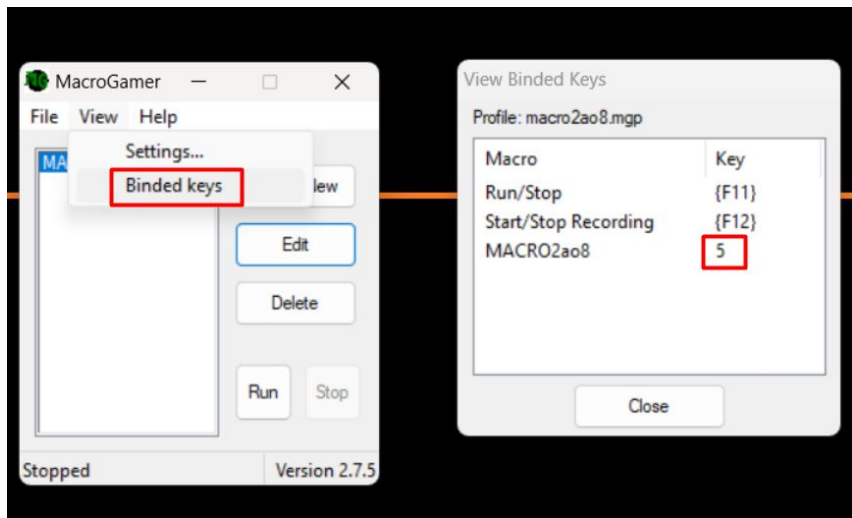 MacroGamer
File View Help
Settings...
Binded keys
MA
Edit
Delete
Run Stop
Stopped Version 2.7.5
View Binded Keys
Profile: macro2ao8.mgp
Macro Key
Run/Stop {F11}
Start/Stop Recording {F12}
MACRO2ao8 5
Close